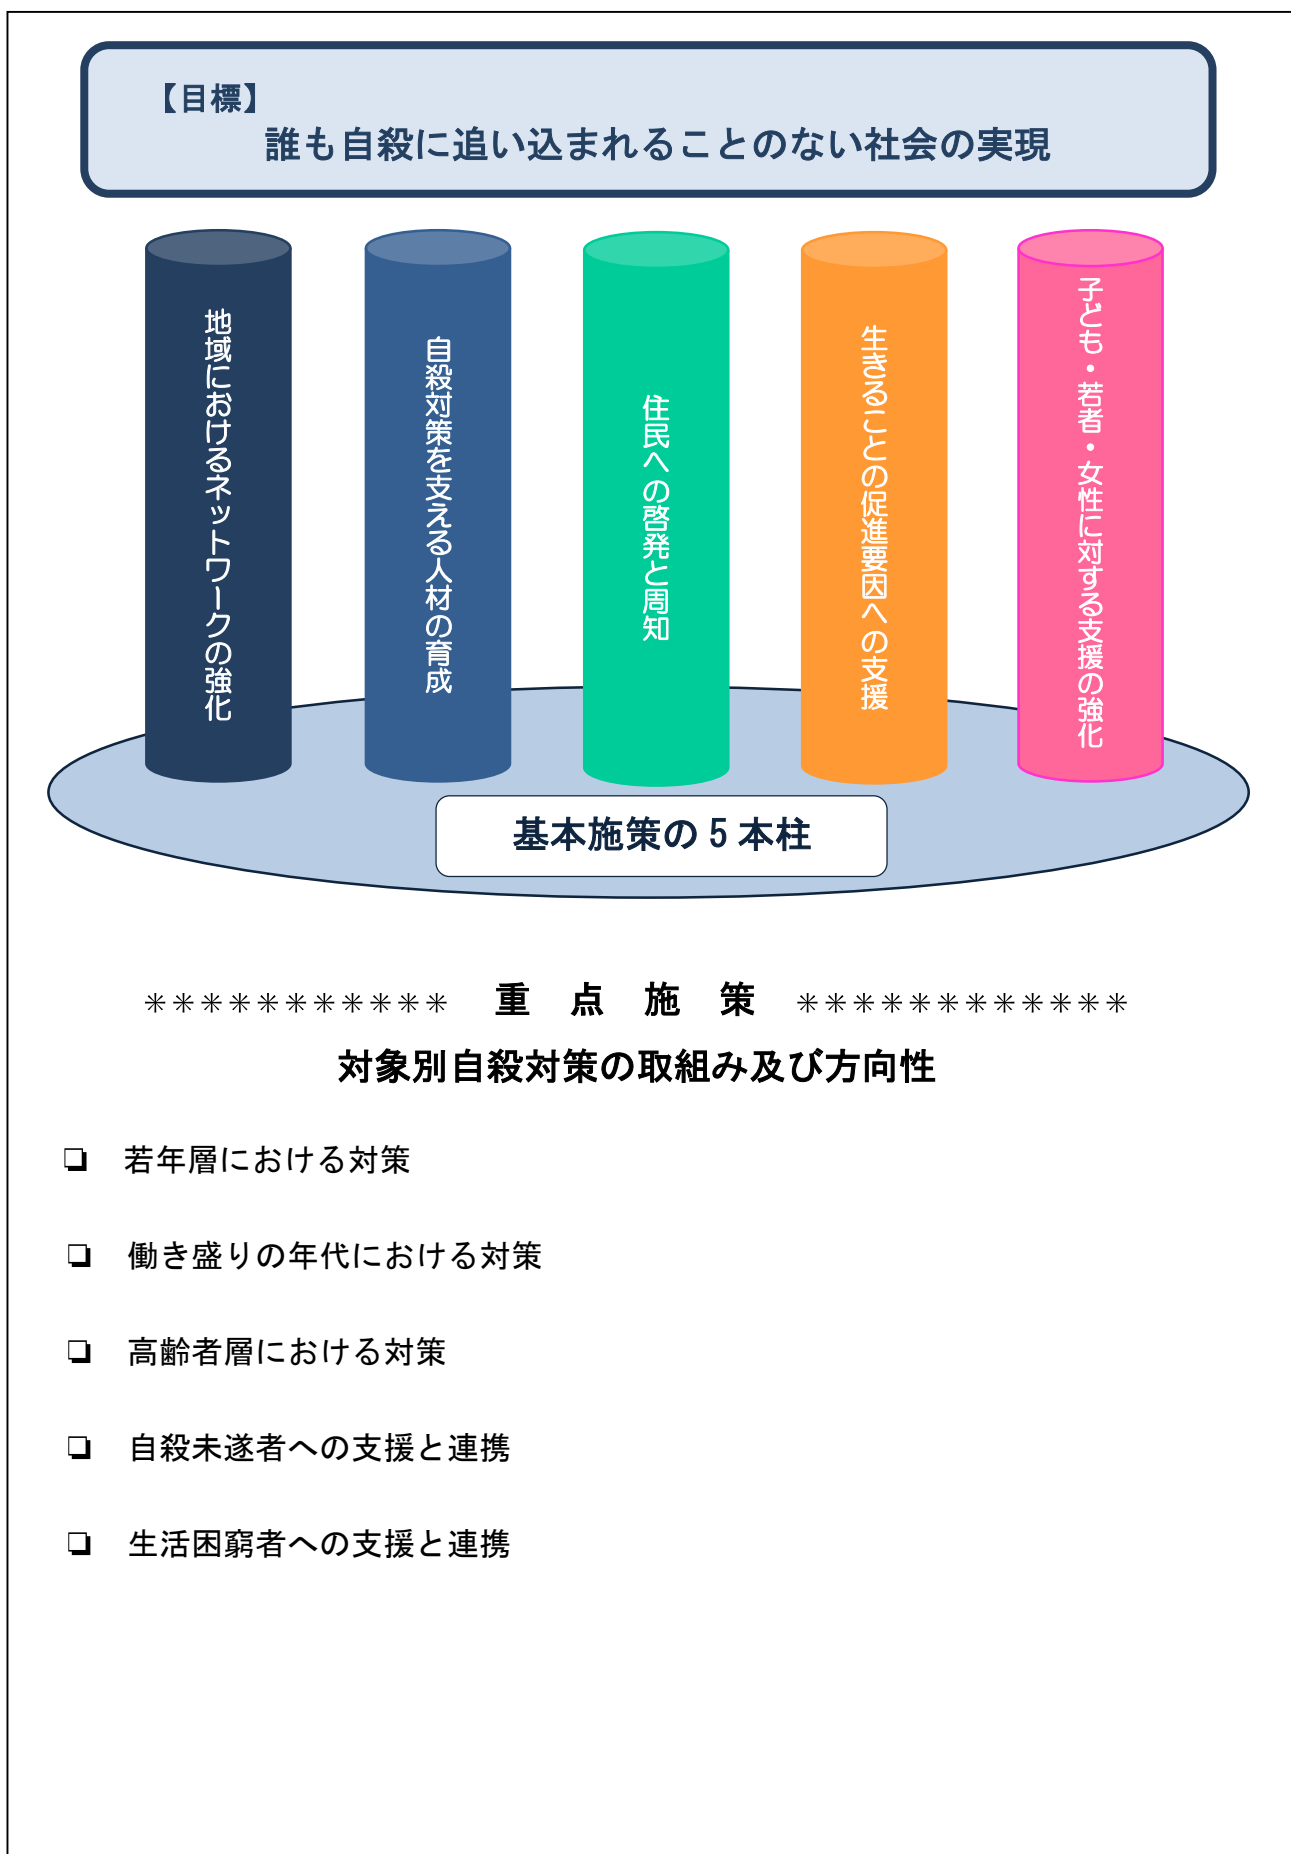 【目標】
誰も自殺に追い込まれることのない社会の実現
地域におけるネットワークの強化
自殺対策を支える人材の育成
住民への啓発と周知
生きることの促進要因への支援
子ども・若者・女性に対する支援の強化
基本施策の5本柱
＊＊＊＊＊＊＊＊＊＊＊ 重 点 施 策 ＊＊＊＊＊＊＊＊＊＊＊＊
対象別自殺対策の取組み及び方向性
❏ 若年層における対策
❏ 働き盛りの年代における対策
❏ 高齢者層における対策
❏ 自殺未遂者への支援と連携
❏ 生活困窮者への支援と連携